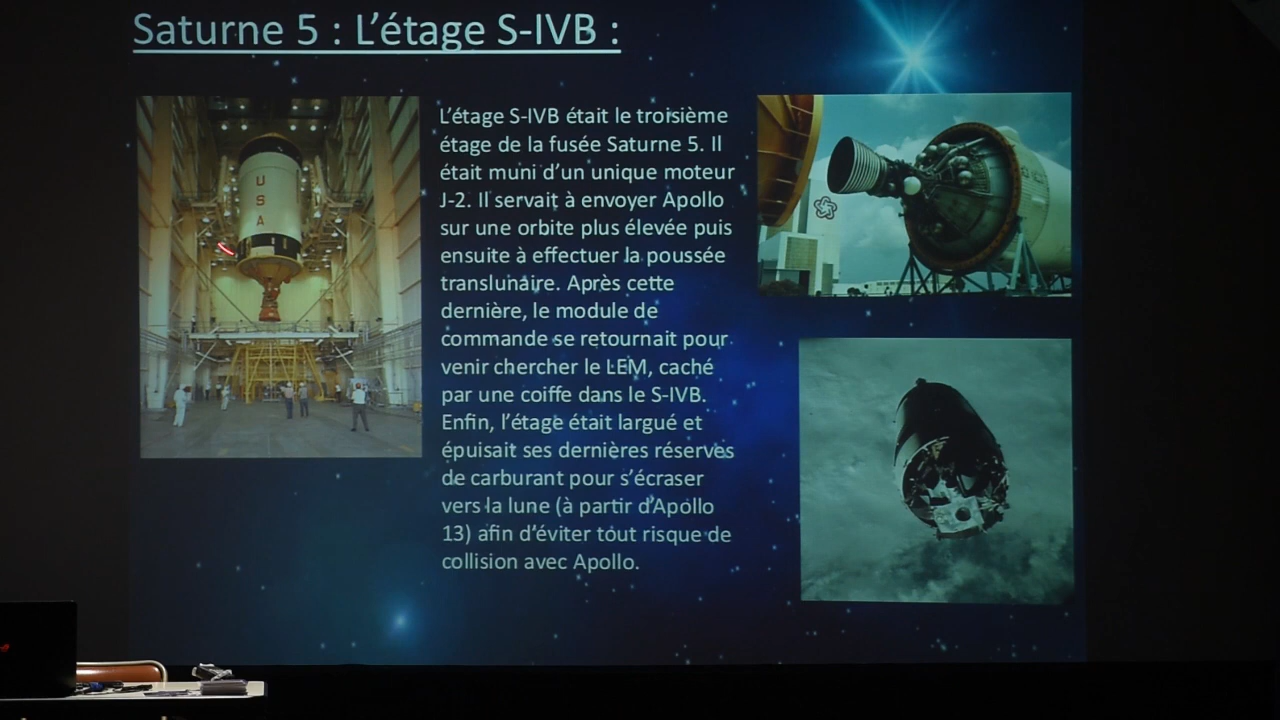 Saturne 5 : L’étage S-IVB :
L’étage S-IVB était le troisième
étage de la fusée Saturne 5. Il
était muni d’un unique moteur
J-2. Il servait à envoyer Apollo
sur une orbite plus élevée puis
ensuite à effectuer la poussée
translunaire. Après cette
dernière, le module de
commande se retournait pour
venir chercher le LEM, caché
par une coiffe dans le S-IVB.
Enfin, l’étage était largué et
épuisait ses dernières réserves
de carburant pour s’écraser
vers la lune (à partir d’Apollo
13) afin d’éviter tout risque de
collision avec Apollo.
USA